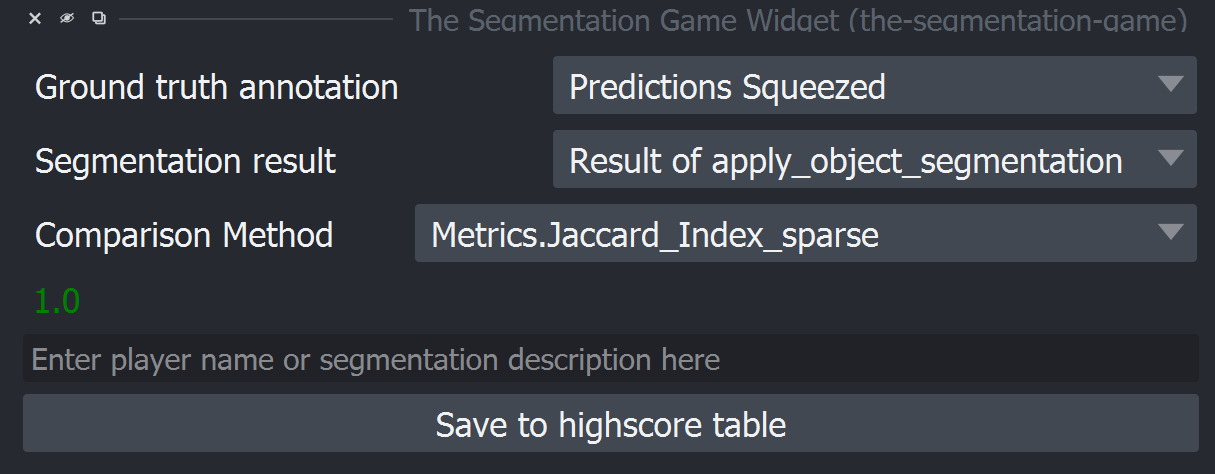 The Segmentation Game Widget (the-segmentation-game)
Ground truth annotation Predictions Squeezed
Segmentation result Result of apply_object_segmentation
Comparison Method Metrics.Jaccard_Index_sparse
1.0
Enter player name or segmentation description here
Save to highscore table